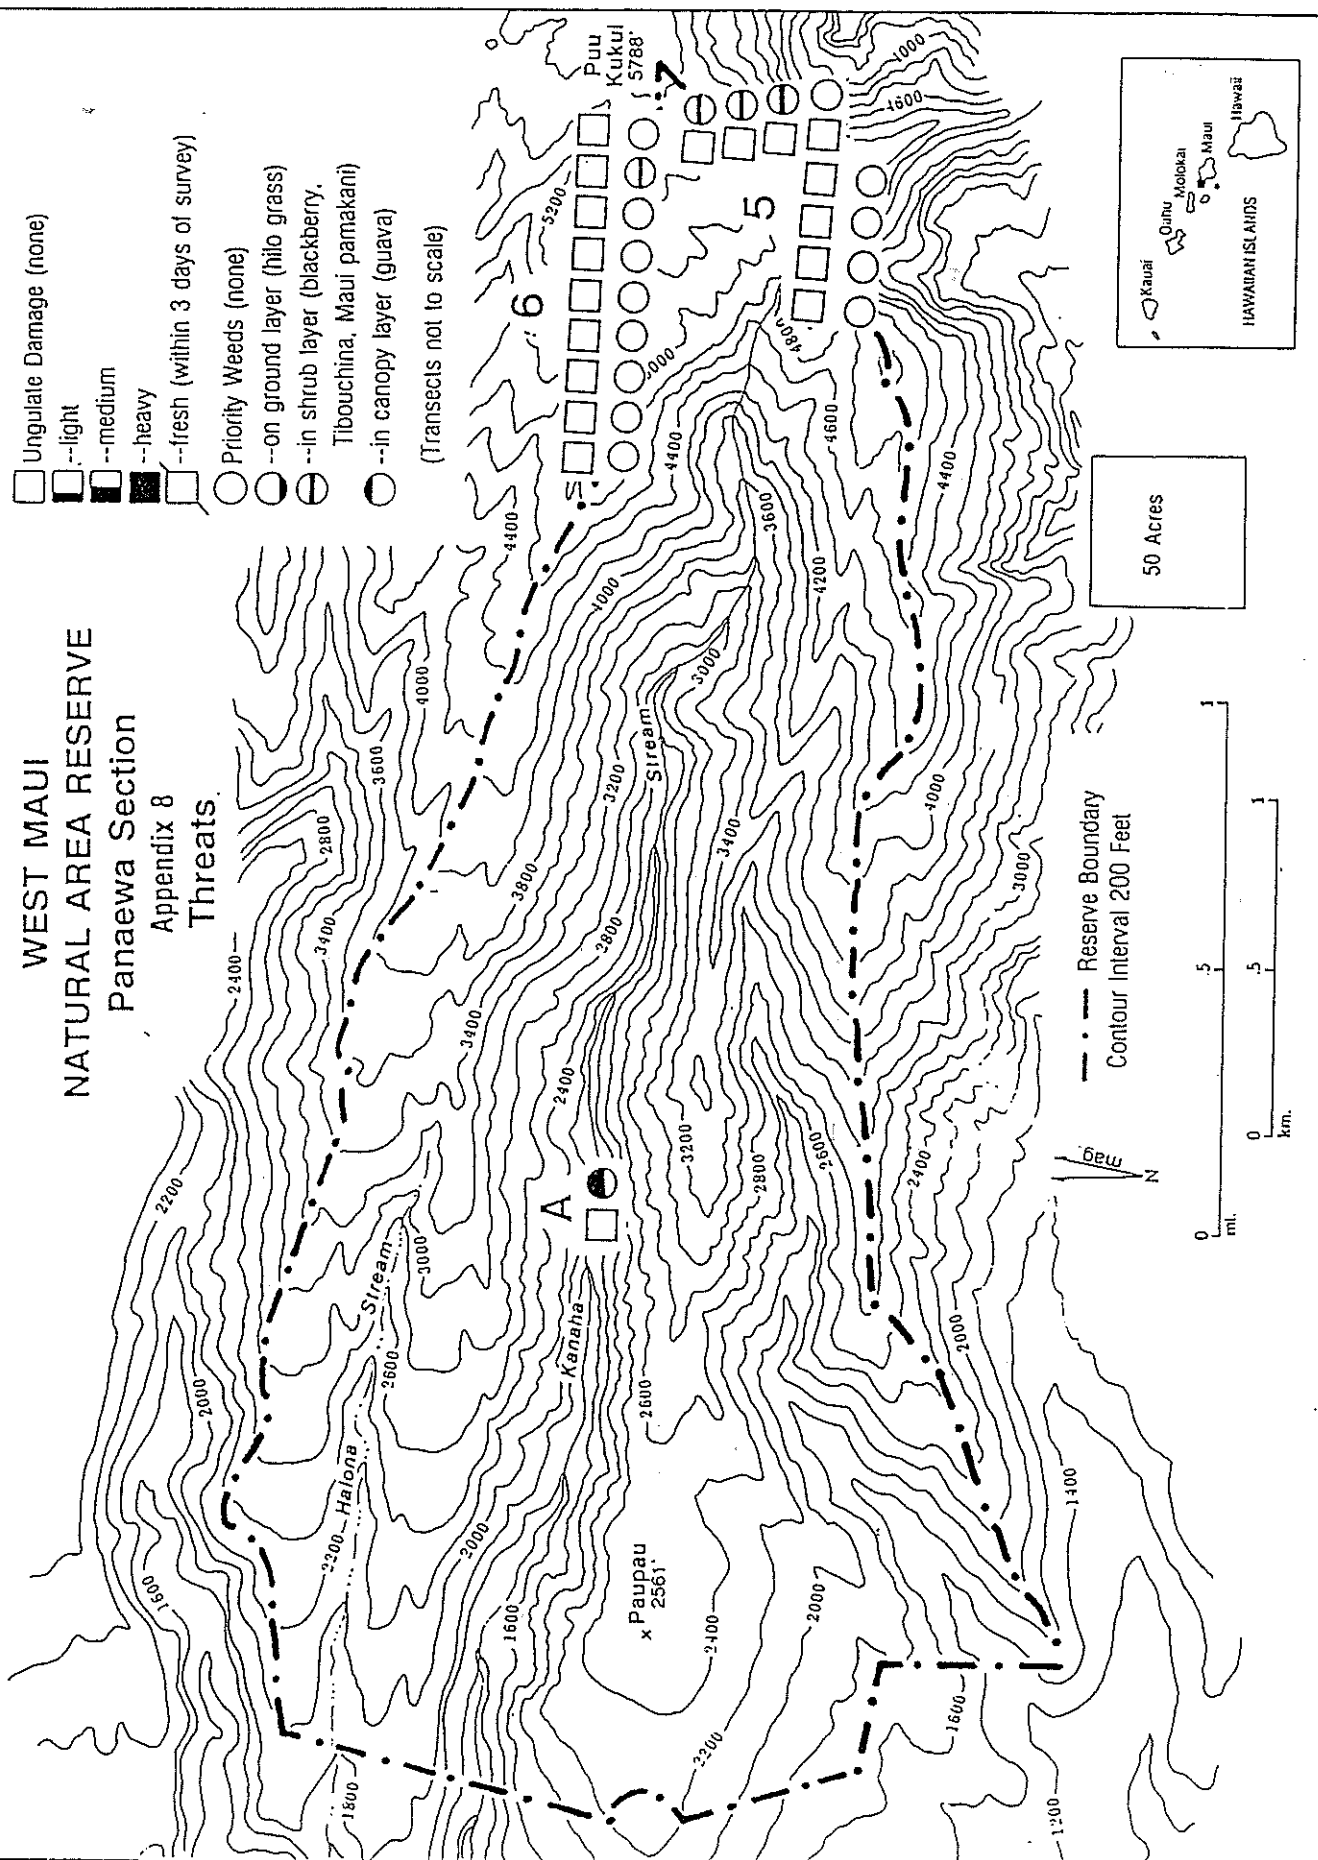 WEST MAUI
NATURAL AREA RESERVE
Panaewa Section
Appendix 8
Threats
Ungulate Damage (none)
--light
--medium
--heavy
--fresh (within 3 days of survey)
Priority Weeds (none)
--on ground layer (hilo grass)
--in shrub layer (blackberry,
Tibouchina, Maui pamakani)
--in canopy layer (guava)
(Transects not to scale)
2200
2400
2800
3400
3600
4000
4400
5200
Puu
Kukui
5788'
6
7
5
1600
2000
2200
Halona
Stream
2600
3000
3400
3800
2800
3200
4000
4400
1000
1600
1800
2000
1600
Kanaha
Stream
A
2400
3000
3600
4800
4600
4200
3400
3200
2800
2600
2600
×Paupau
2561'
2400
2000
2200
1600
1200
1400
2000
2400
3000
4000
4400
Reserve Boundary
Contour Interval 200 Feet
50 Acres
N
mag
0
.5
1
mi.
0
.5
1
km.
Kauai
Oahu
Molokai
Maui
Hawaii
HAWAIIAN ISLANDS